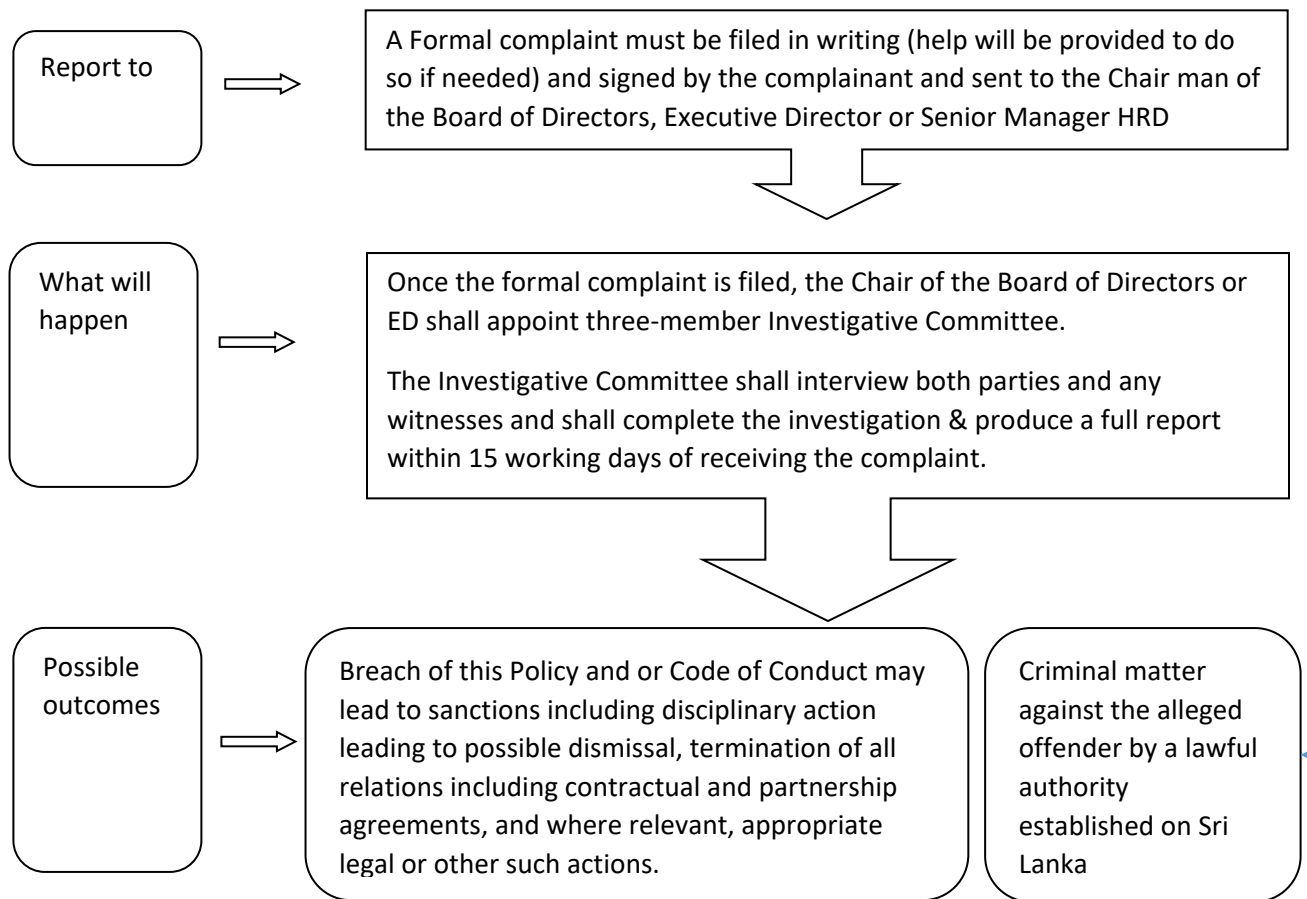 Report to
A Formal complaint must be filed in writing (help will be provided to do
so if needed) and signed by the complainant and sent to the Chair man of
the Board of Directors, Executive Director or Senior Manager HRD
What will
happen
Once the formal complaint is filed, the Chair of the Board of Directors or
ED shall appoint three-member Investigative Committee.
The Investigative Committee shall interview both parties and any
witnesses and shall complete the investigation & produce a full report
within 15 working days of receiving the complaint.
Possible
outcomes
Breach of this Policy and or Code of Conduct may
lead to sanctions including disciplinary action
leading to possible dismissal, termination of all
relations including contractual and partnership
agreements, and where relevant, appropriate
legal or other such actions.
Criminal matter
against the alleged
offender by a lawful
authority
established on Sri
Lanka